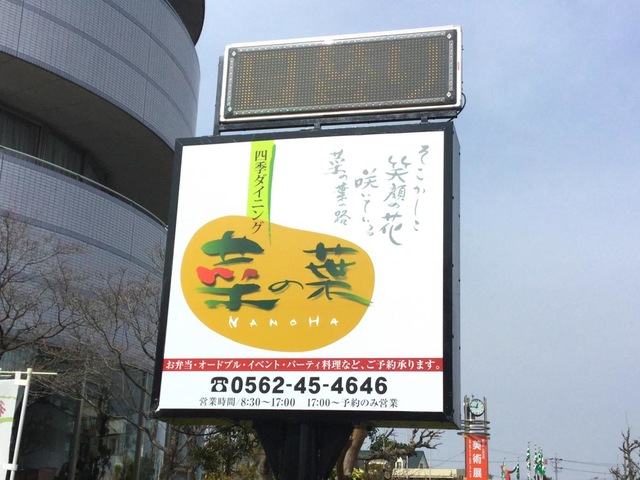 四季ダイニング
そこかしこ
笑顔の花
咲いている
菜の葉の路
菜の葉
NANOHA
お弁当・オードブル・イベント・パーティ料理など、ご予約承ります。
☎0562-45-4646
営業時間/8:30〜17:00 17:00〜予約のみ営業
美術展